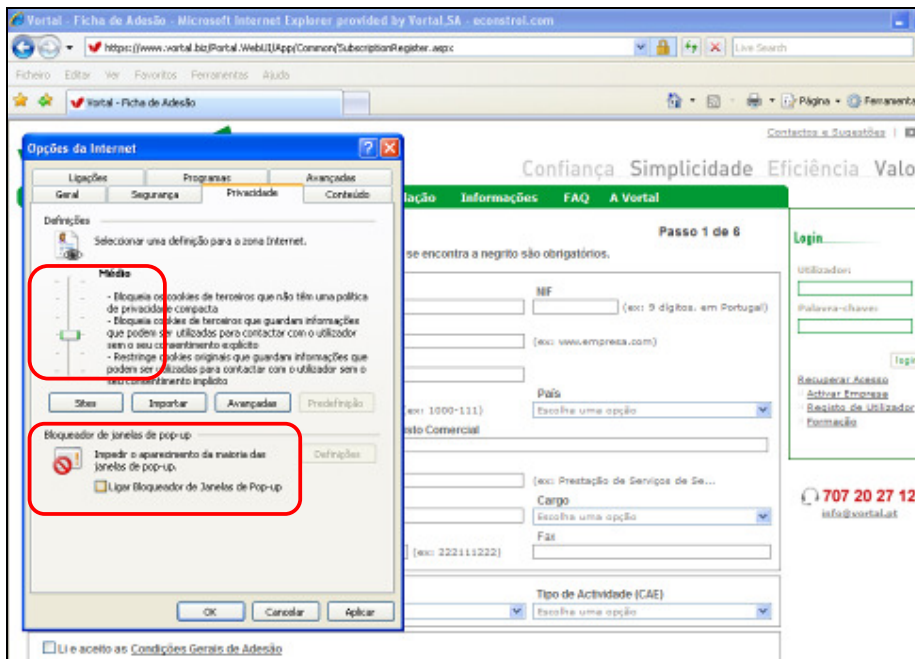 Vortal - Ficha de Adesão - Microsoft Internet Explorer provided by Vortal,SA - econstroi.com
https://www.vortal.biz/Portal.WebUI/App/Common/SubscriptionRegister.aspx
Live Search
Ficheiro Editar Ver Favoritos Ferramentas Ajuda
Vortal - Ficha de Adesão
Página
Ferramenta
Contactos e Sugestões
Confiança Simplicidade Eficiência Valo
lação Informações FAQ A Vortal
Opções da Internet
Ligações Programas Avançadas
Geral Segurança Privacidade Conteúdo
Definições
Seleccionar uma definição para a zona Internet.
Médio
- Bloqueia os cookies de terceiros que não têm uma política
de privacidade compacta
- Bloqueia cookies de terceiros que guardam informações
que podem ser utilizadas para contactar com o utilizador
sem o seu consentimento explícito
- Restringe cookies originais que guardam informações que
podem ser utilizadas para contactar com o utilizador sem o
seu consentimento implícito
Sites Importar Avançadas Predefinição
Bloqueador de janelas de pop-up
Impedir o aparecimento da maioria das
janelas de pop-up.
Definições
Ligar Bloqueador de Janelas de Pop-up
OK Cancelar Aplicar
Passo 1 de 6
se encontra a negrito são obrigatórios.
NIF
(ex: 9 dígitos, em Portugal)
(ex: www.empresa.com)
País
(ex: 1000-111)
Escolha uma opção
sto Comercial
(ex: Prestação de Serviços de Se...
Cargo
Escolha uma opção
Fax
(ex: 222111222)
Tipo de Actividade (CAE)
Escolha uma opção
Li e aceito as Condições Gerais de Adesão
Login
Utilizador:
Palavra-chave:
login
Recuperar Acesso
Activar Empresa
Registo de Utilizador
Formação
707 20 27 12
info@vortal.pt